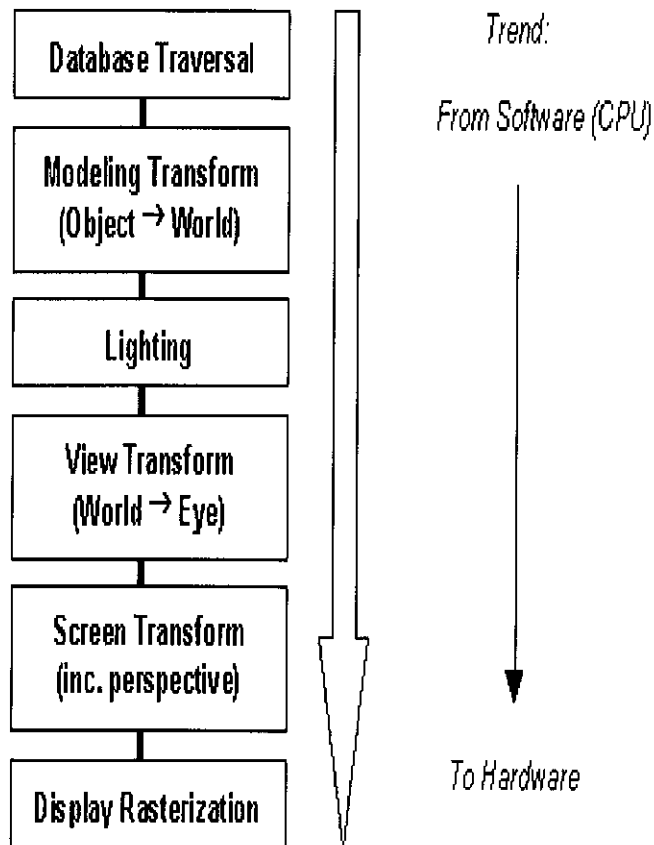 Database Traversal
Modeling Transform
(Object → World)
Lighting
View Transform
(World → Eye)
Screen Transform
(inc. perspective)
Display Rasterization
Trend:
From Software (CPU)
To Hardware